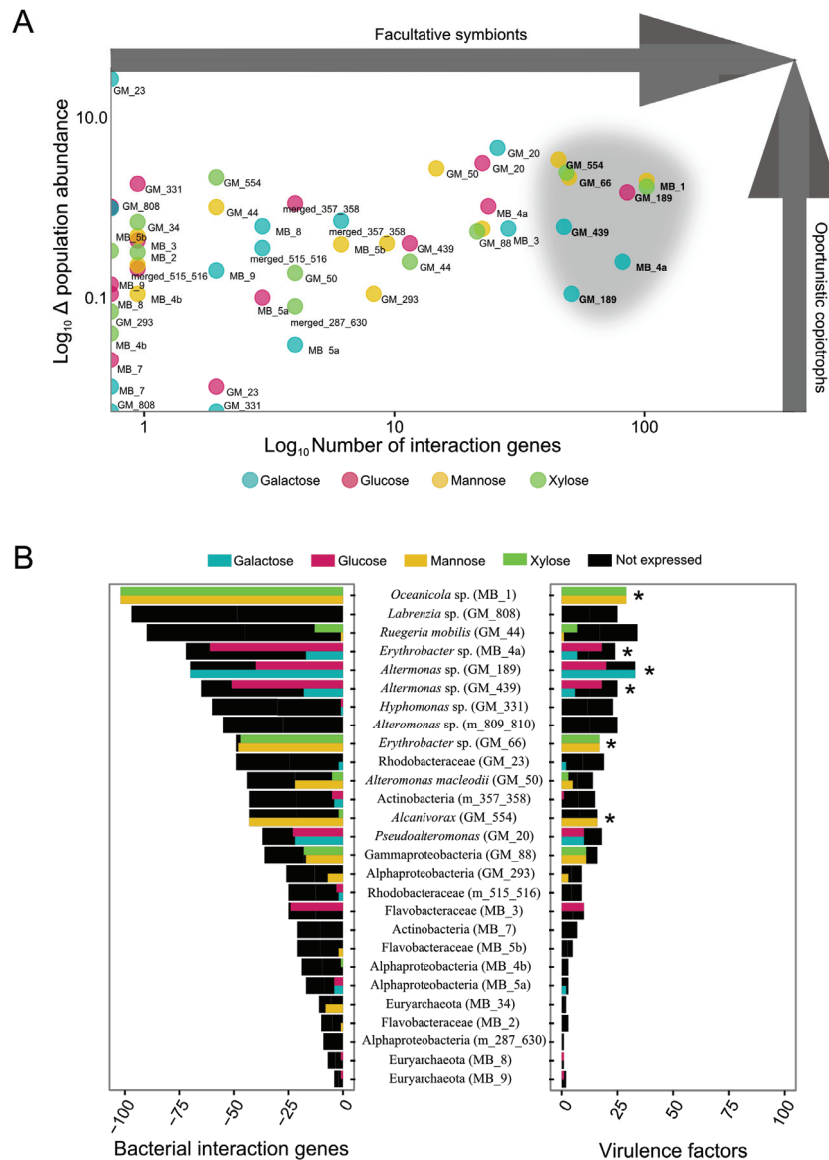 A
Facultative symbionts
Opportunistic copiotrophs
Log₁₀ Δ population abundance
10.0
0.1
GM_23
GM_331
GM_808
GM_34
MB_5b
MB_3
MB_2
merged_515_516
MB_9
MB_4b
MB_8
GM_293
MB_4b
MB_7
MB_7
GM_808
GM_554
GM_44
MB_9
GM_23
GM_331
merged_357_358
MB_8
merged_515_516
GM_50
MB_5a
merged_287_630
MB_5a
merged_357_358
MB_5b
GM_439
GM_44
GM_293
GM_50
GM_20
GM_20
MB_4a
GM_88
MB_3
GM_554
GM_66
MB_1
GM_189
GM_439
MB_4a
GM_189
1
10
100
Log₁₀ Number of interaction genes
Galactose
Glucose
Mannose
Xylose
B
Galactose
Glucose
Mannose
Xylose
Not expressed
Oceanicola sp. (MB_1)
*
Labrenzia sp. (GM_808)
Ruegeria mobilis (GM_44)
Erythrobacter sp. (MB_4a)
*
Altermonas sp. (GM_189)
*
Altermonas sp. (GM_439)
*
Hyphomonas sp. (GM_331)
Alteromonas sp. (m_809_810)
Erythrobacter sp. (GM_66)
*
Rhodobacteraceae (GM_23)
Alteromonas macleodii (GM_50)
Actinobacteria (m_357_358)
Alcanivorax (GM_554)
*
Pseudoalteromonas (GM_20)
Gammaproteobacteria (GM_88)
Alphaproteobacteria (GM_293)
Rhodobacteraceae (m_515_516)
Flavobacteraceae (MB_3)
Actinobacteria (MB_7)
Flavobacteraceae (MB_5b)
Alphaproteobacteria (MB_4b)
Alphaproteobacteria (MB_5a)
Euryarchaeota (MB_34)
Flavobacteraceae (MB_2)
Alphaproteobacteria (m_287_630)
Euryarchaeota (MB_8)
Euryarchaeota (MB_9)
-100
-75
-50
-25
0
0
25
50
75
100
Bacterial interaction genes
Virulence factors